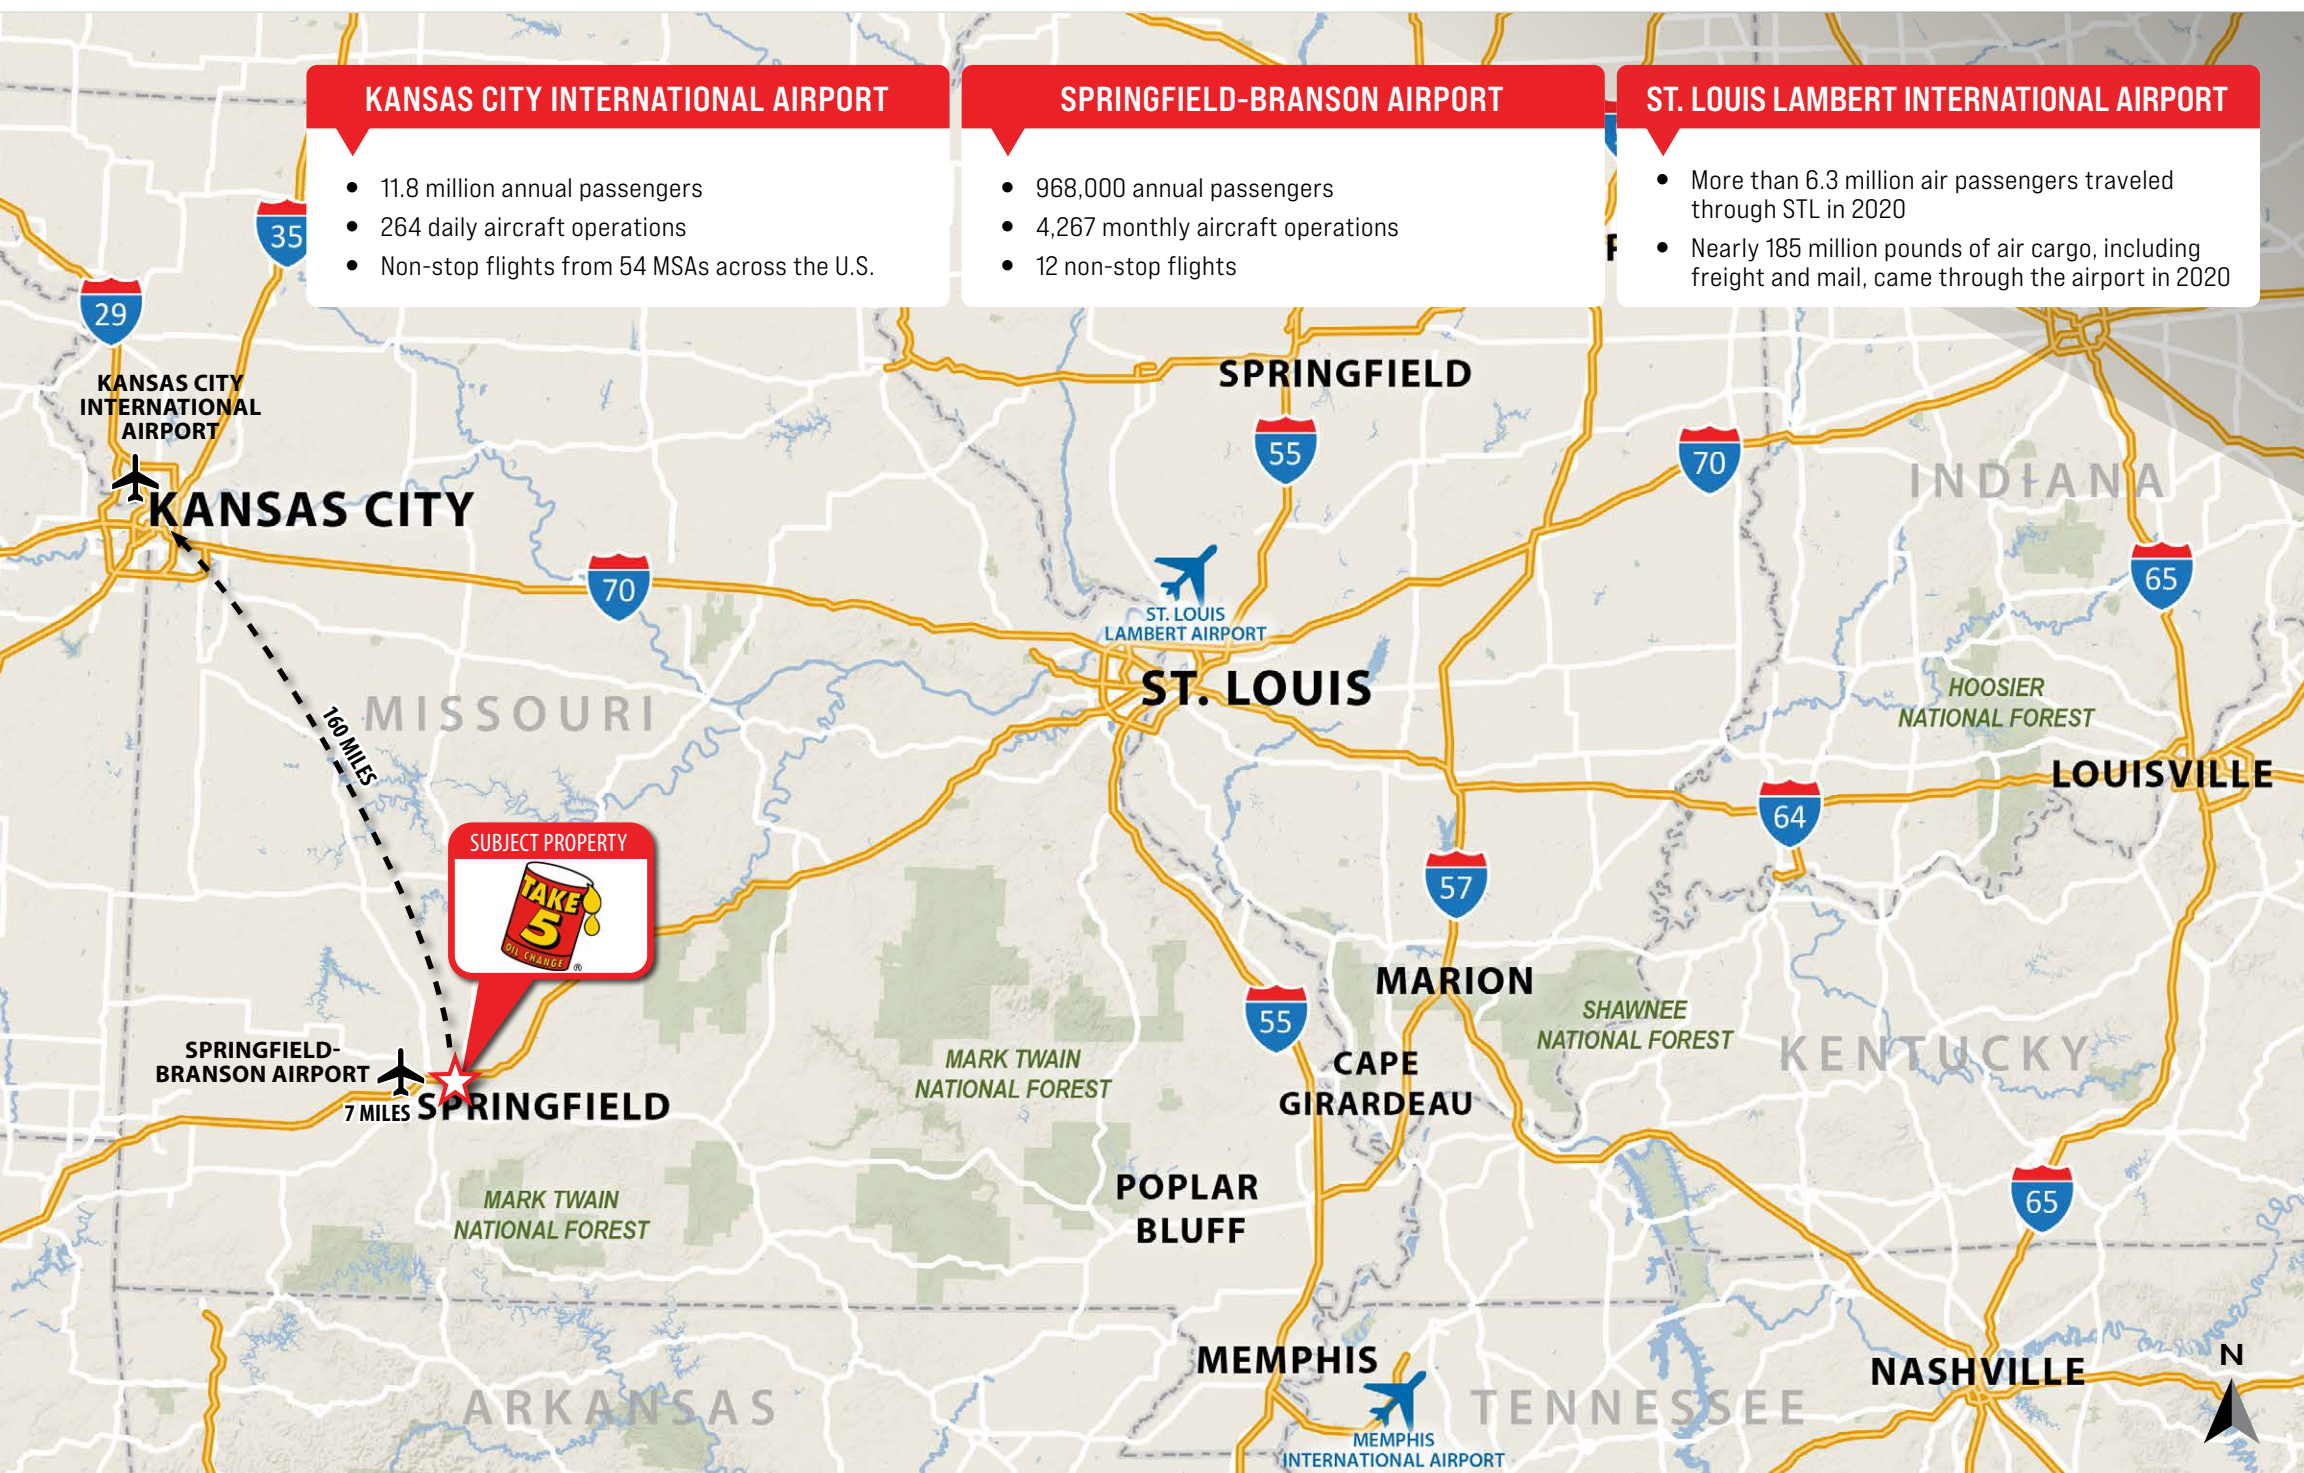 KANSAS CITY INTERNATIONAL AIRPORT
• 11.8 million annual passengers
• 264 daily aircraft operations
• Non-stop flights from 54 MSAs across the U.S.
SPRINGFIELD-BRANSON AIRPORT
• 968,000 annual passengers
• 4,267 monthly aircraft operations
• 12 non-stop flights
ST. LOUIS LAMBERT INTERNATIONAL AIRPORT
• More than 6.3 million air passengers traveled
through STL in 2020
• Nearly 185 million pounds of air cargo, including
freight and mail, came through the airport in 2020
35
29
KANSAS CITY
INTERNATIONAL
AIRPORT
SPRINGFIELD
55
70
INDIANA
KANSAS CITY
70
65
ST. LOUIS
LAMBERT AIRPORT
ST. LOUIS
MISSOURI
160 MILES
HOOSIER
NATIONAL FOREST
LOUISVILLE
64
SUBJECT PROPERTY
TAKE
5
OIL CHANGE
®
57
MARION
55
SHAWNEE
NATIONAL FOREST
KENTUCKY
SPRINGFIELD-
BRANSON AIRPORT
7 MILES
SPRINGFIELD
MARK TWAIN
NATIONAL FOREST
CAPE
GIRARDEAU
MARK TWAIN
NATIONAL FOREST
POPLAR
BLUFF
65
MEMPHIS
NASHVILLE
N
ARKANSAS
TENNESSEE
MEMPHIS
INTERNATIONAL AIRPORT